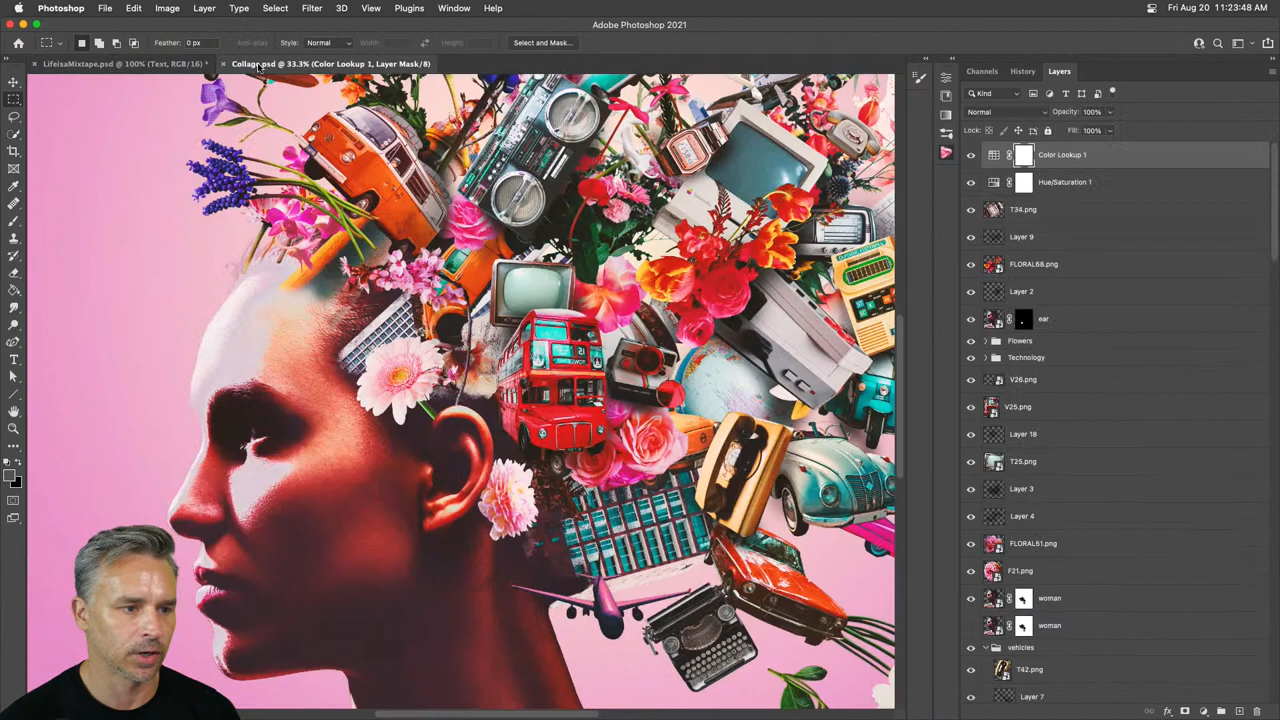 Photoshop File Edit Image Layer Type Select Filter 3D View Plugins Window Help Fri Aug 20 11:23:48 AM
Adobe Photoshop 2021
Feather: 0 px Anti-alias Style: Normal Width: Height: Select and Mask...
LifeisaMixtape.psd @ 100% (Text, RGB/16) * Collage.psd @ 33.3% (Color Lookup 1, Layer Mask/8)
Channels History Layers
Kind
Normal Opacity: 100%
Lock: Fill: 100%
Color Lookup 1
Hue/Saturation 1
T34.png
Layer 9
FLORAL68.png
Layer 2
ear
Flowers
Technology
V26.png
V25.png
Layer 18
T25.png
Layer 3
Layer 4
FLORAL51.png
F21.png
woman
woman
vehicles
T42.png
Layer 7